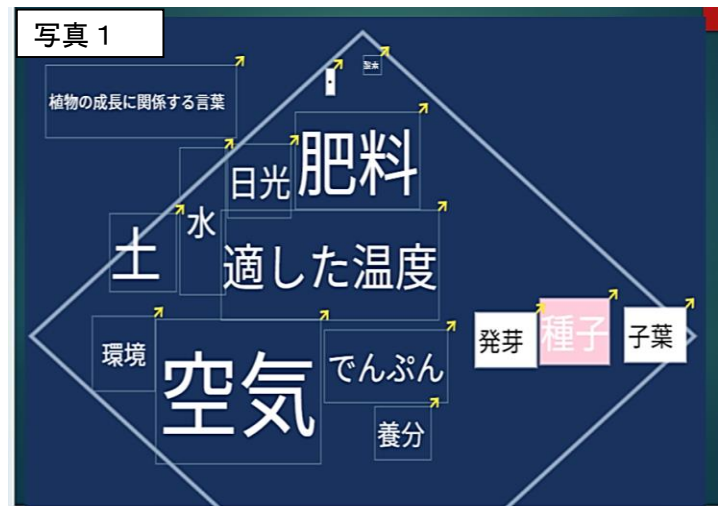 写真１
酸素
植物の成長に関係する言葉
肥料
日光
水
土
適した温度
発芽
種子
子葉
環境
空気
でんぷん
養分